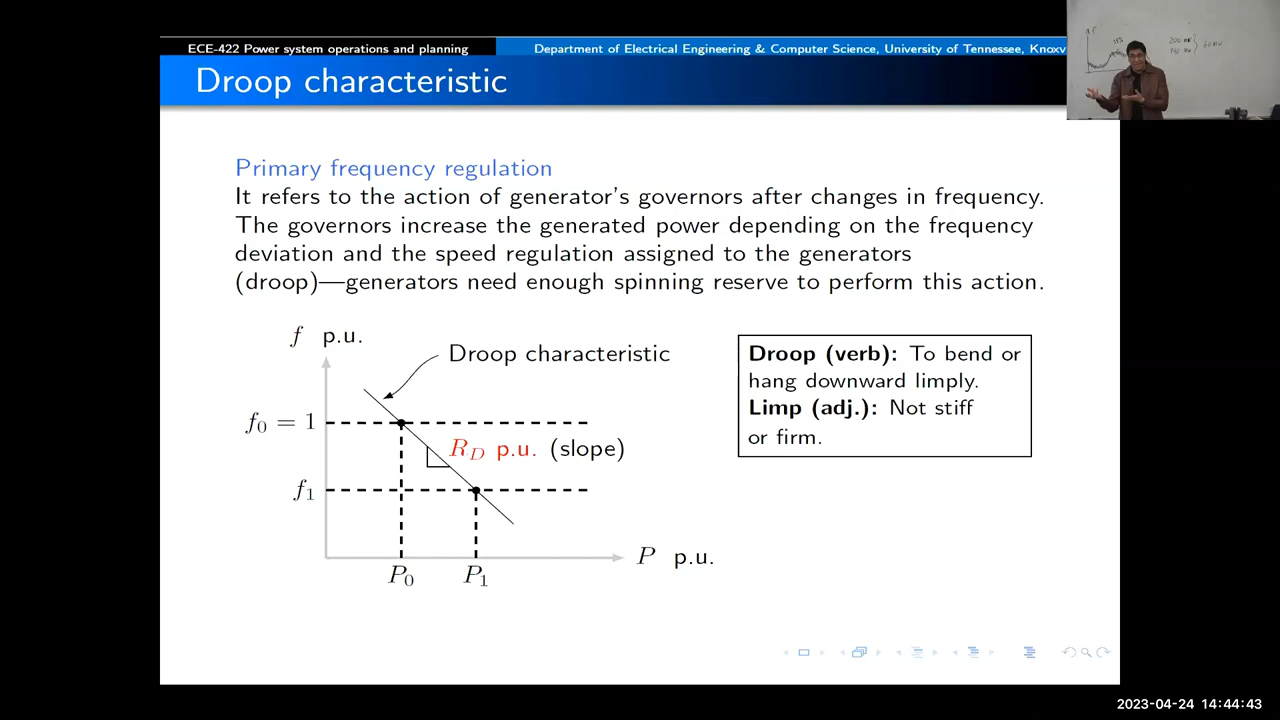 ECE-422 Power system operations and planning
Department of Electrical Engineering & Computer Science, University of Tennessee, Knoxv
Droop characteristic
Primary frequency regulation
It refers to the action of generator's governors after changes in frequency.
The governors increase the generated power depending on the frequency
deviation and the speed regulation assigned to the generators
(droop)—generators need enough spinning reserve to perform this action.
f p.u.
Droop characteristic
f₀ = 1
R_D p.u. (slope)
f₁
P p.u.
P₀
P₁
Droop (verb): To bend or
hang downward limply.
Limp (adj.): Not stiff
or firm.
2023-04-24 14:44:43